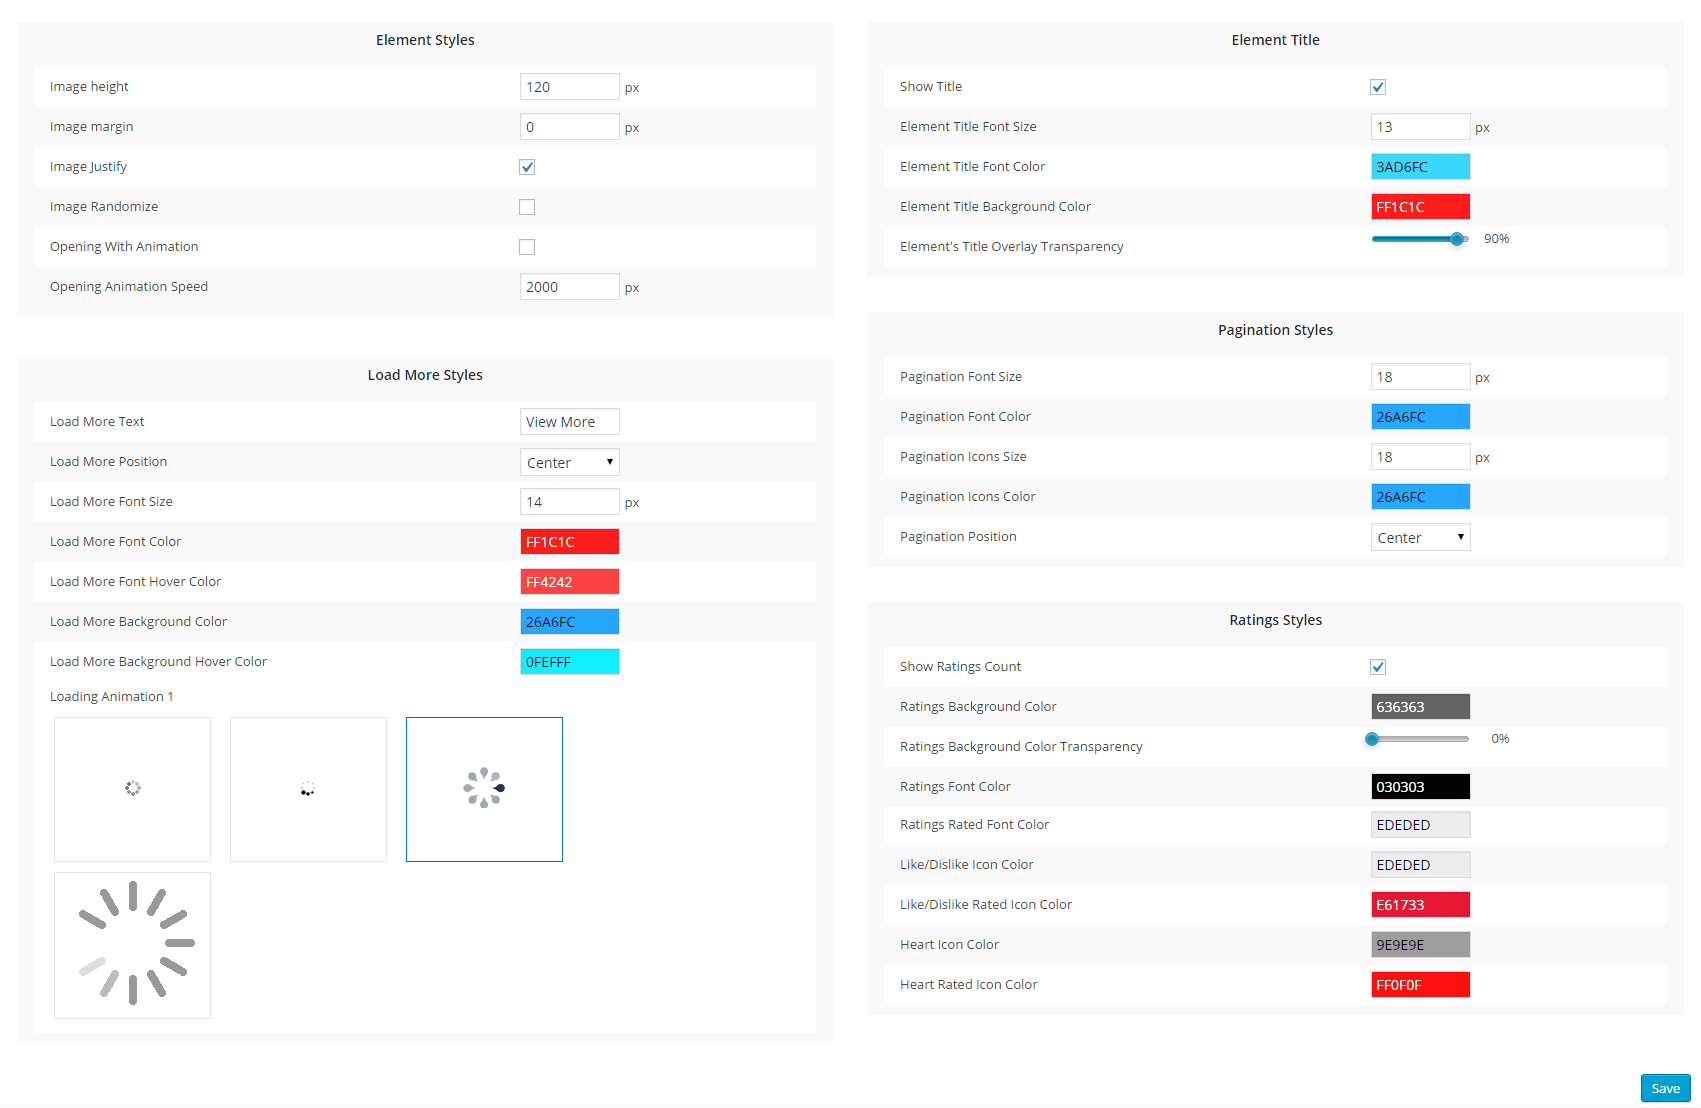 Element Styles
Image height 120 px
Image margin 0 px
Image Justify
Image Randomize
Opening With Animation
Opening Animation Speed 2000 px
Load More Styles
Load More Text View More
Load More Position Center
Load More Font Size 14 px
Load More Font Color FF1C1C
Load More Font Hover Color FF4242
Load More Background Color 26A6FC
Load More Background Hover Color 0FEFFF
Loading Animation 1
Element Title
Show Title
Element Title Font Size 13 px
Element Title Font Color 3AD6FC
Element Title Background Color FF1C1C
Element's Title Overlay Transparency 90%
Pagination Styles
Pagination Font Size 18 px
Pagination Font Color 26A6FC
Pagination Icons Size 18 px
Pagination Icons Color 26A6FC
Pagination Position Center
Ratings Styles
Show Ratings Count
Ratings Background Color 636363
Ratings Background Color Transparency 0%
Ratings Font Color 030303
Ratings Rated Font Color EDEDED
Like/Dislike Icon Color EDEDED
Like/Dislike Rated Icon Color E61733
Heart Icon Color 9E9E9E
Heart Rated Icon Color FF0F0F
Save